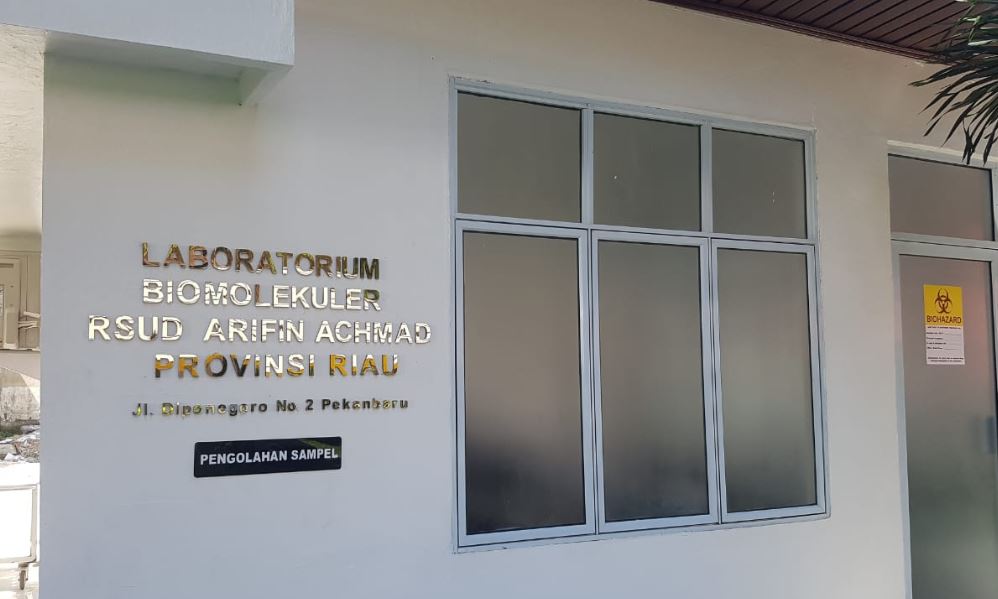 LABORATORIUM
BIOMOLEKULER
RSUD ARIFIN ACHMAD
PROVINSI RIAU
Jl. Diponegoro No. 2 Pekanbaru
PENGOLAHAN SAMPEL
BIOHAZARD